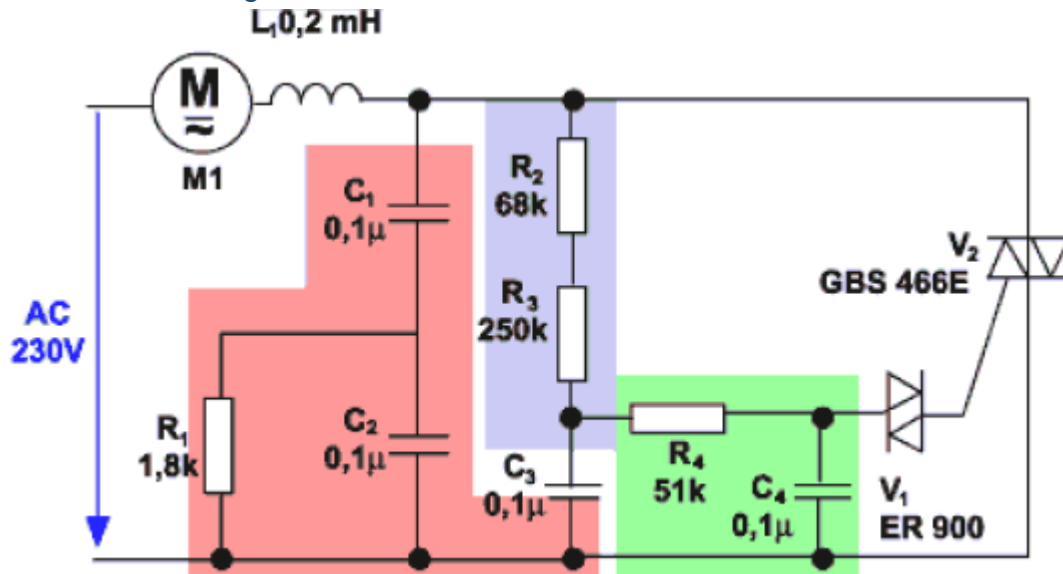 L₁0,2 mH
M
~
M1
C₁
0,1μ
R₂
68k
V₂
GBS 466E
R₃
250k
AC
230V
R₁
1,8k
C₂
0,1μ
C₃
0,1μ
R₄
51k
C₄
0,1μ
V₁
ER 900